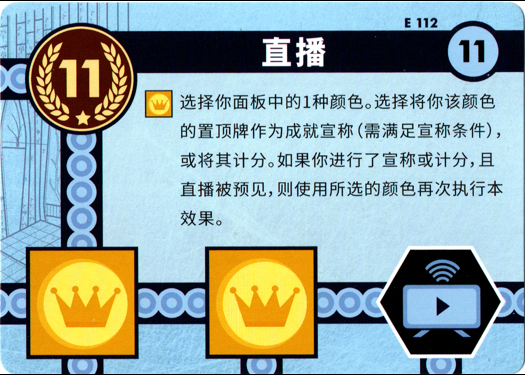 E 112
直播
11
11
选择你面板中的1种颜色。选择将你该颜色
的置顶牌作为成就宣称(需满足宣称条件),
或将其计分。如果你进行了宣称或计分,且
直播被预见,则使用所选的颜色再次执行本
效果。